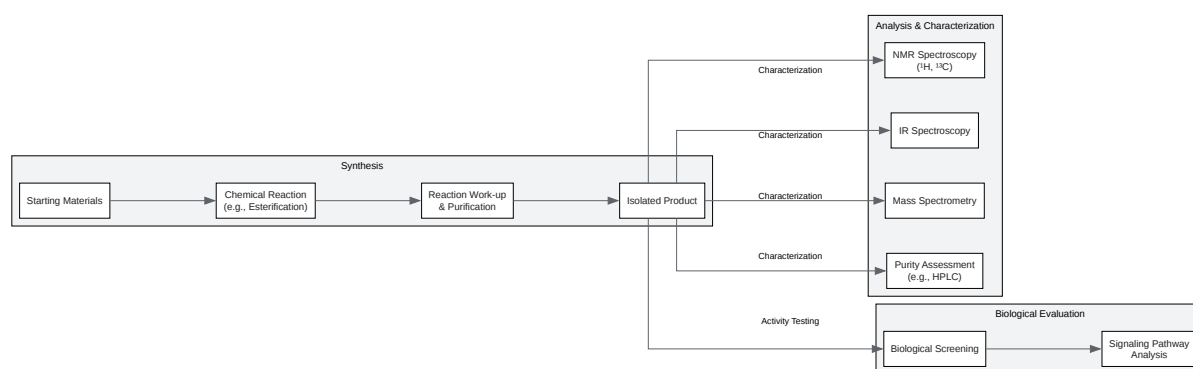 Analysis & Characterization
NMR Spectroscopy
(¹H, ¹³C)
Characterization
IR Spectroscopy
Characterization
Synthesis
Starting Materials
Chemical Reaction
(e.g., Esterification)
Reaction Work-up
& Purification
Isolated Product
Characterization
Mass Spectrometry
Characterization
Purity Assessment
(e.g., HPLC)
Activity Testing
Biological Evaluation
Biological Screening
Signaling Pathway
Analysis